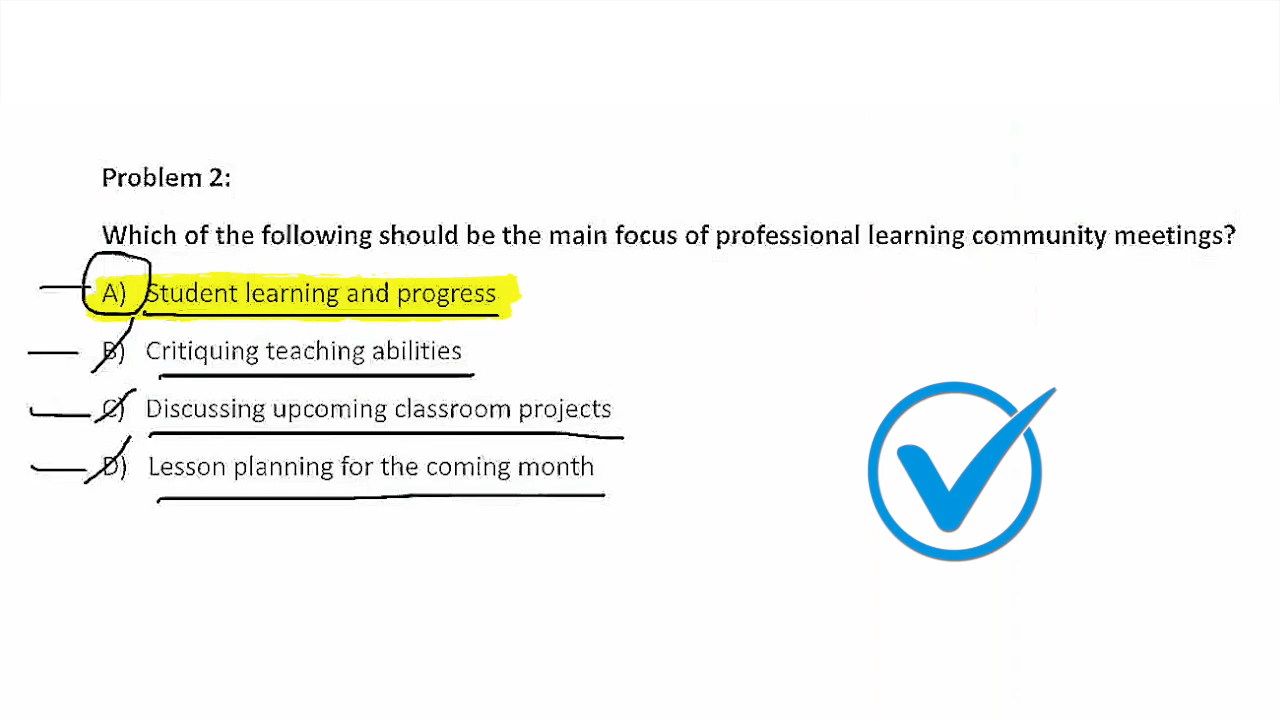 Problem 2:
Which of the following should be the main focus of professional learning community meetings?
A) Student learning and progress
B) Critiquing teaching abilities
C) Discussing upcoming classroom projects
D) Lesson planning for the coming month